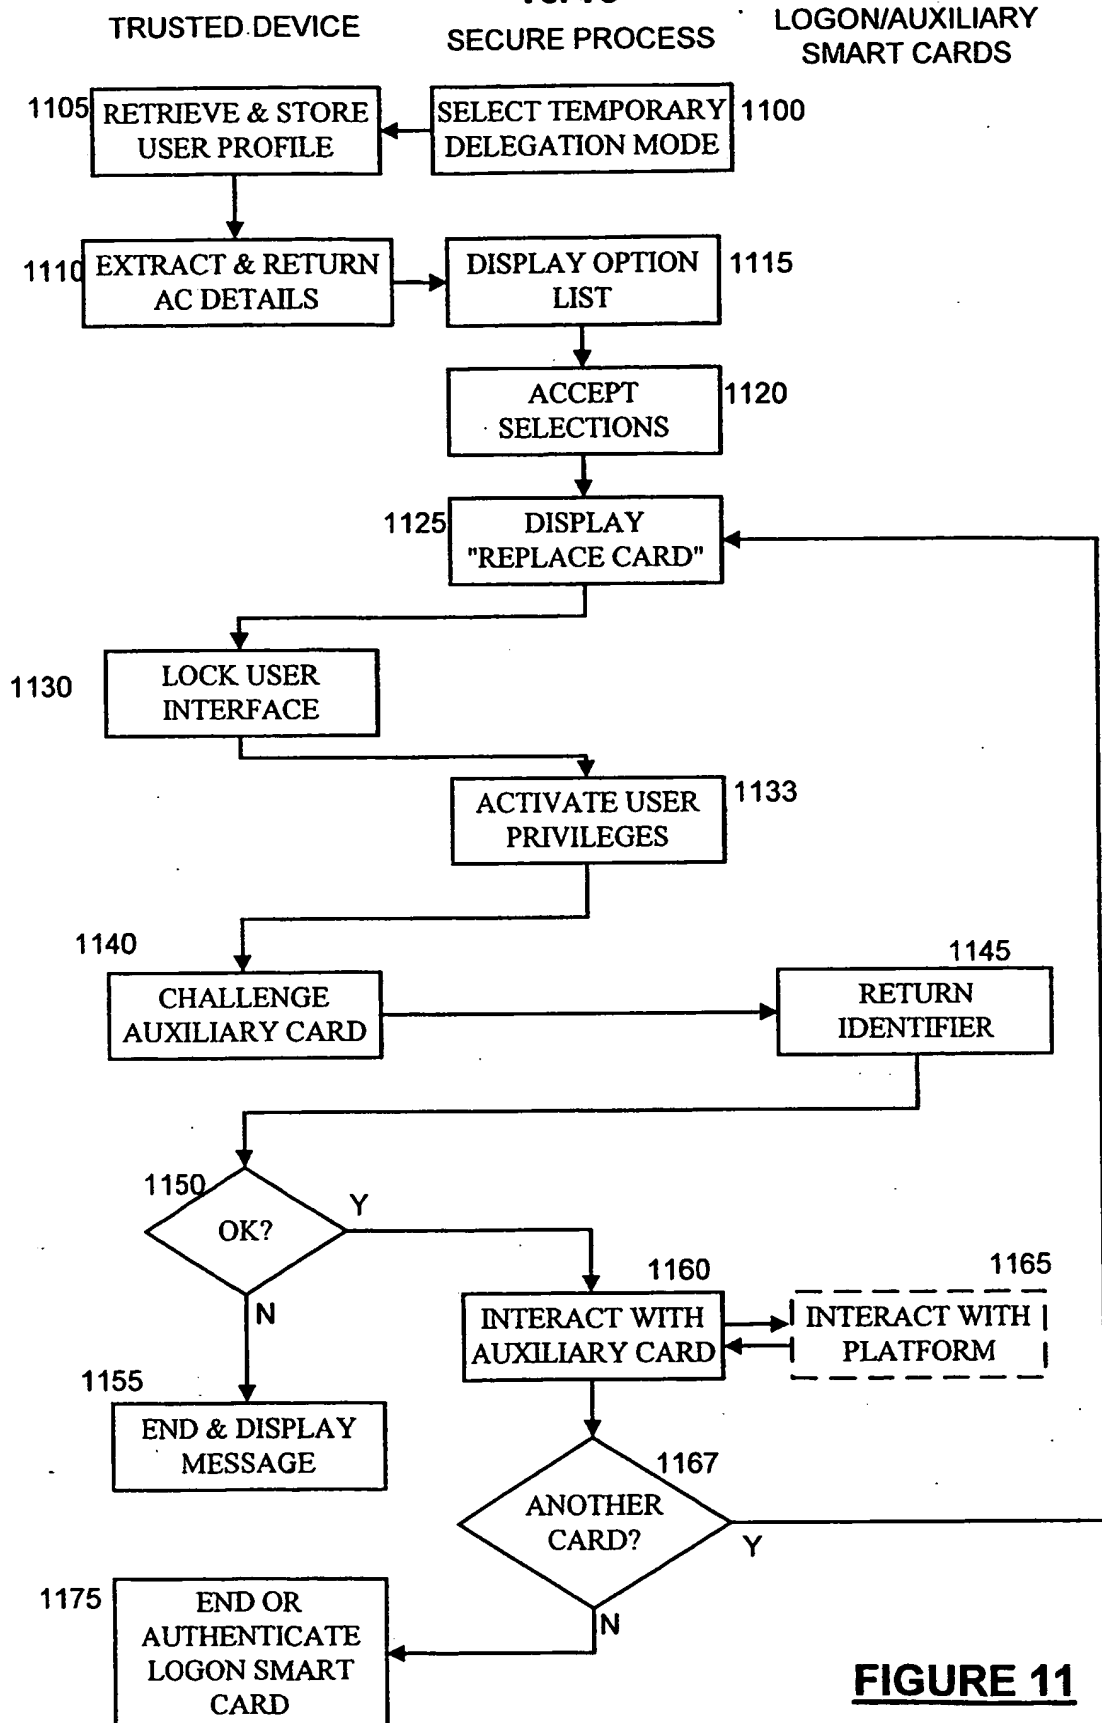 TRUSTED DEVICE
SECURE PROCESS
LOGON/AUXILIARY
SMART CARDS
1105
RETRIEVE & STORE
USER PROFILE
SELECT TEMPORARY
DELEGATION MODE
1100
1110
EXTRACT & RETURN
AC DETAILS
DISPLAY OPTION
LIST
1115
ACCEPT
SELECTIONS
1120
1125
DISPLAY
"REPLACE CARD"
1130
LOCK USER
INTERFACE
ACTIVATE USER
PRIVILEGES
1133
1140
CHALLENGE
AUXILIARY CARD
1145
RETURN
IDENTIFIER
1150
OK?
Y
N
1160
INTERACT WITH
AUXILIARY CARD
1165
INTERACT WITH
PLATFORM
1155
END & DISPLAY
MESSAGE
1167
ANOTHER
CARD?
Y
N
1175
END OR
AUTHENTICATE
LOGON SMART
CARD
FIGURE 11